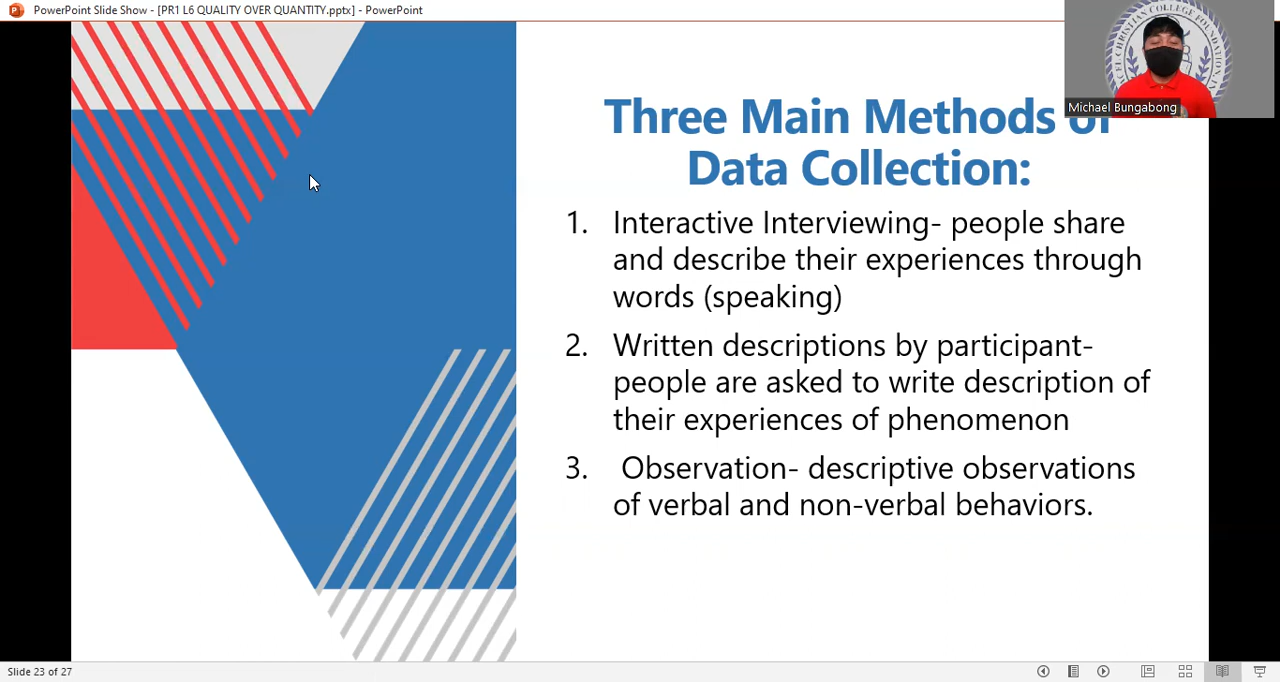 PowerPoint Slide Show - [PR1 L6 QUALITY OVER QUANTITY.pptx] - PowerPoint
CHRISTIAN COLLEGE FOUNDATION
Michael Bungabong
Three Main Methods of
Data Collection:
1. Interactive Interviewing- people share
and describe their experiences through
words (speaking)
2. Written descriptions by participant-
people are asked to write description of
their experiences of phenomenon
3. Observation- descriptive observations
of verbal and non-verbal behaviors.
Slide 23 of 27